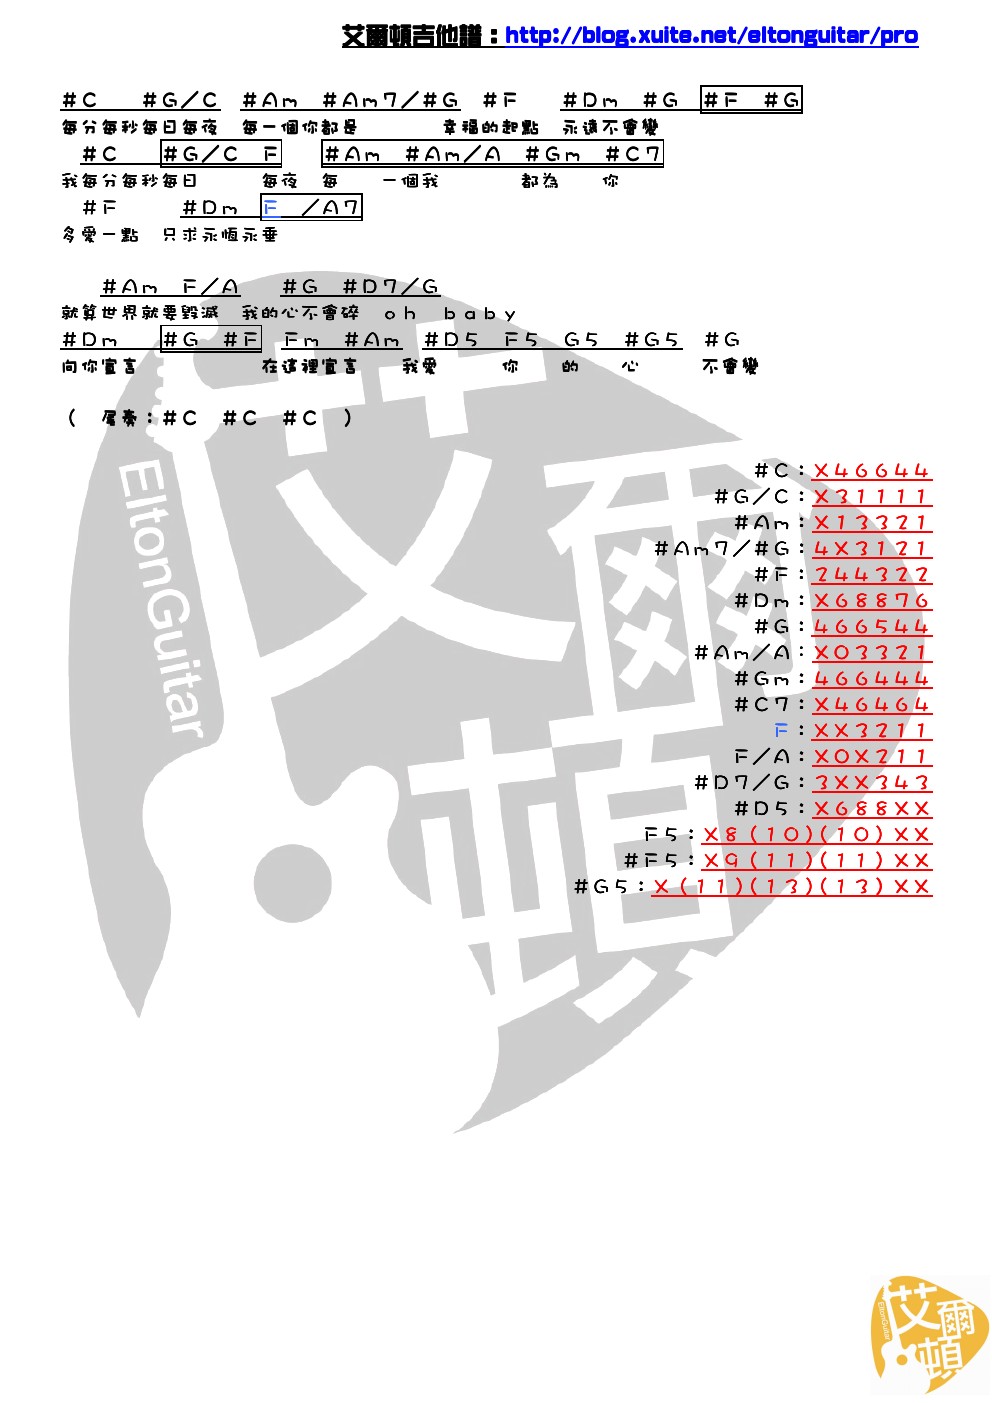 艾爾頓吉他譜：http://blog.xuite.net/eltonguitar/pro
＃Ｃ　＃Ｇ／Ｃ　＃Ａｍ　＃Ａｍ７／＃Ｇ　＃Ｆ　＃Ｄｍ　＃Ｇ　＃Ｆ　＃Ｇ
每分每秒每日每夜　每一個你都是　幸福的起點　永遠不會變
＃Ｃ　＃Ｇ／Ｃ　Ｆ　＃Ａｍ　＃Ａｍ／Ａ　＃Ｇｍ　＃Ｃ７
我每分每秒每日　每夜　每　一個我　都為　你
＃Ｆ　＃Ｄｍ　Ｆ　／Ａ７
多愛一點　只求永恆永垂
＃Ａｍ　Ｆ／Ａ　＃Ｇ　＃Ｄ７／Ｇ
就算世界就要毀滅　我的心不會碎　ｏｈ　ｂａｂｙ
＃Ｄｍ　＃Ｇ　＃Ｆ　Ｆｍ　＃Ａｍ　＃Ｄ５　Ｆ５　Ｇ５　＃Ｇ５　＃Ｇ
向你宣言　在這裡宣言　我愛　你　的　心　不會變
（　尾奏：＃Ｃ　＃Ｃ　＃Ｃ　）
＃Ｃ：Ｘ４６６４４
＃Ｇ／Ｃ：Ｘ３１１１１
＃Ａｍ：Ｘ１３３２１
＃Ａｍ７／＃Ｇ：４Ｘ３１２１
＃Ｆ：２４４３２２
＃Ｄｍ：Ｘ６８８７６
＃Ｇ：４６６５４４
＃Ａｍ／Ａ：Ｘ０３３２１
＃Ｇｍ：４６６４４４
＃Ｃ７：Ｘ４６４６４
Ｆ：ＸＸ３２１１
Ｆ／Ａ：Ｘ０Ｘ２１１
＃Ｄ７／Ｇ：３ＸＸ３４３
＃Ｄ５：Ｘ６８８ＸＸ
Ｆ５：Ｘ８（１０）（１０）ＸＸ
＃Ｆ５：Ｘ９（１１）（１１）ＸＸ
＃Ｇ５：Ｘ（１１）（１３）（１３）ＸＸ
艾爾頓
EltonGuitar
艾爾頓
EltonGuitar